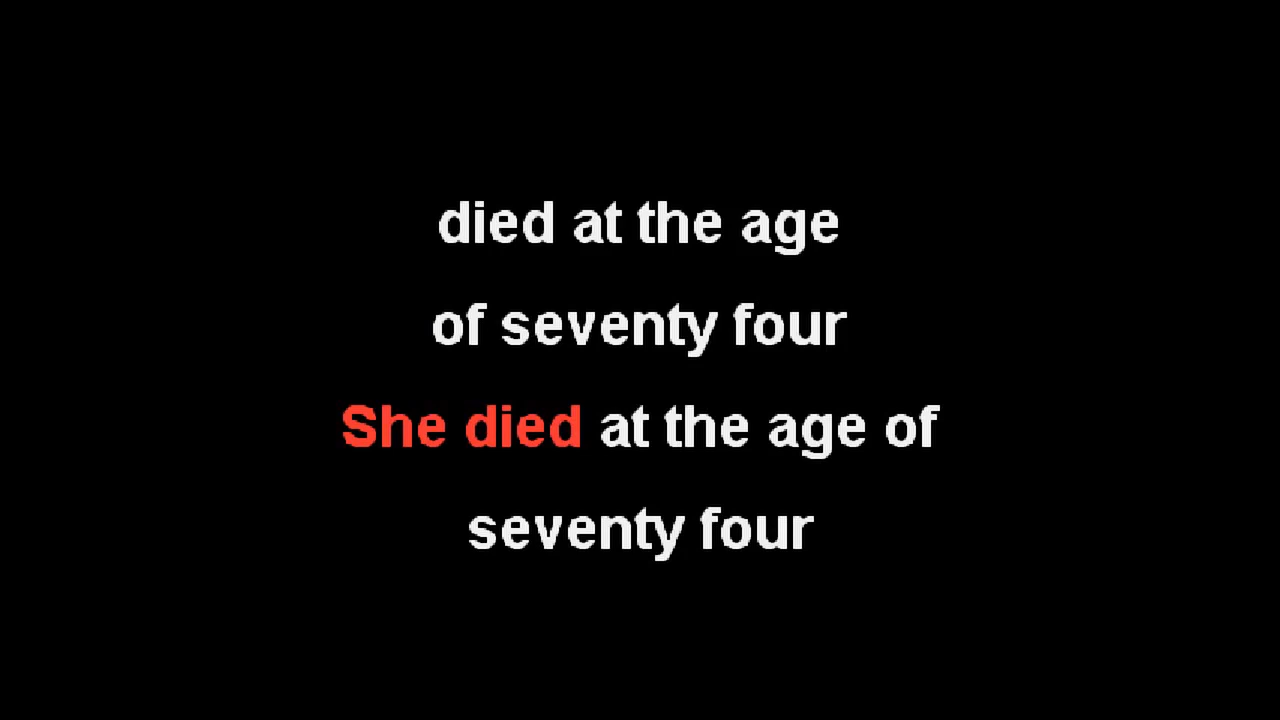 died at the age
of seventy four
She died at the age of
seventy four